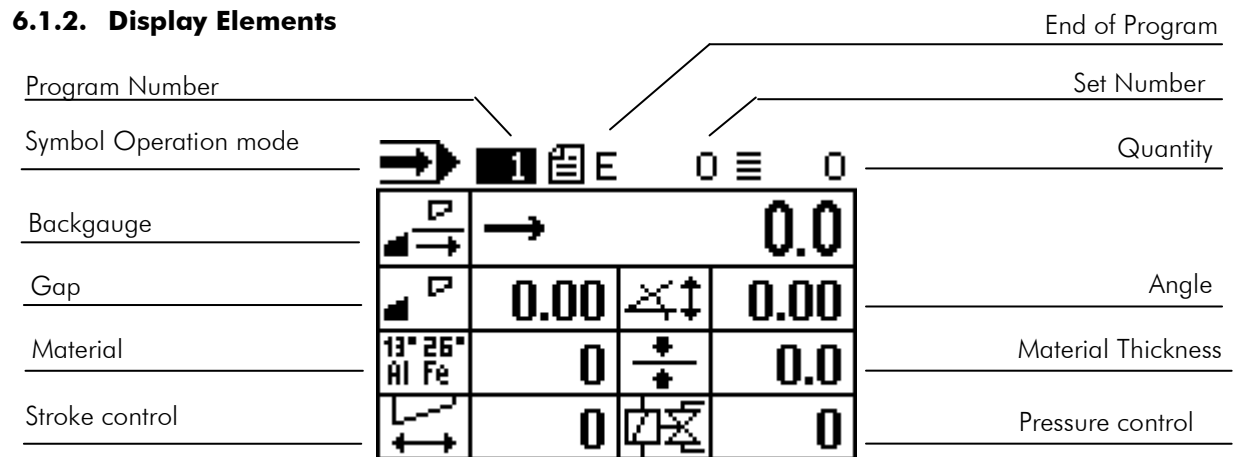 6.1.2. Display Elements
End of Program
Program Number
Set Number
Symbol Operation mode
Quantity
1 E 0 0
Backgauge
0.0
Gap
0.00 0.00
Angle
Material
13° 26°
Al Fe
0 0.0
Material Thickness
Stroke control
0 0
Pressure control